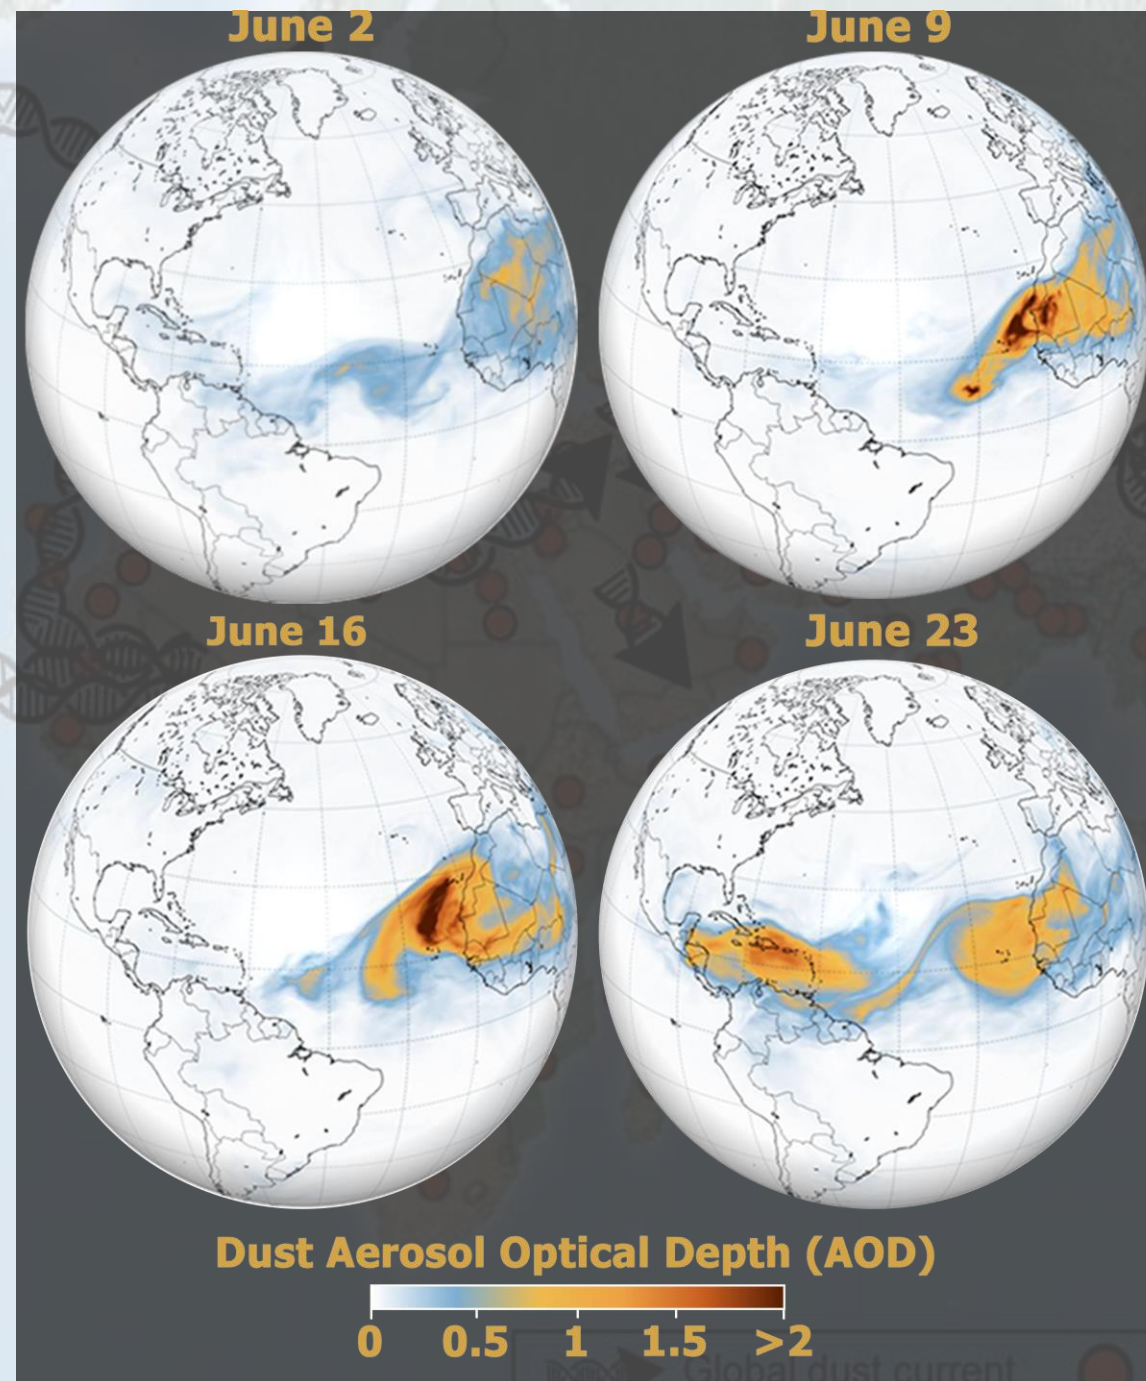 June 2
June 9
June 16
June 23
Dust Aerosol Optical Depth (AOD)
0 0.5 1 1.5 >2
Global dust current